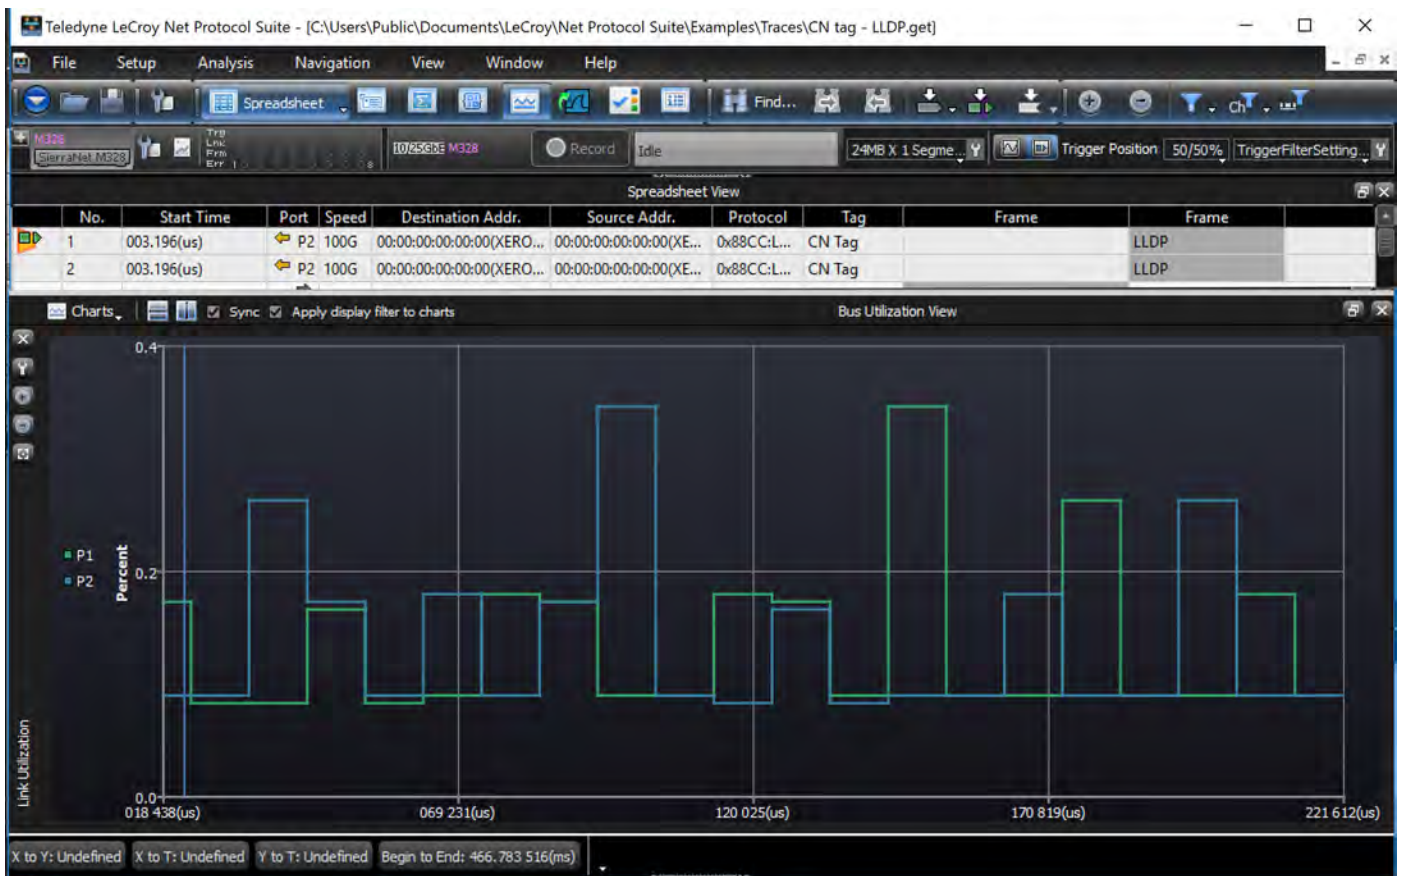 Teledyne LeCroy Net Protocol Suite - [C:\Users\Public\Documents\LeCroy\Net Protocol Suite\Examples\Traces\CN tag - LLDP.get]
File Setup Analysis Navigation View Window Help
Spreadsheet Find... ChT
M328 Trg
SierraNet M328 Lnk
Frm
Err 1 8
10/25GbE M328 Record Idle 24MB X 1 Segme... Trigger Position 50/50% TriggerFilterSetting...
Spreadsheet View
No. Start Time Port Speed Destination Addr. Source Addr. Protocol Tag Frame Frame
1 003.196(us) P2 100G 00:00:00:00:00:00(XERO... 00:00:00:00:00:00(XE... 0x88CC:L... CN Tag LLDP
2 003.196(us) P2 100G 00:00:00:00:00:00(XERO... 00:00:00:00:00:00(XE... 0x88CC:L... CN Tag LLDP
Charts Sync Apply display filter to charts Bus Utilization View
0.4
P1
P2
Percent
0.2
Link Utilization
0.0
018 438(us) 069 231(us) 120 025(us) 170 819(us) 221 612(us)
X to Y: Undefined X to T: Undefined Y to T: Undefined Begin to End: 466.783 516(ms)